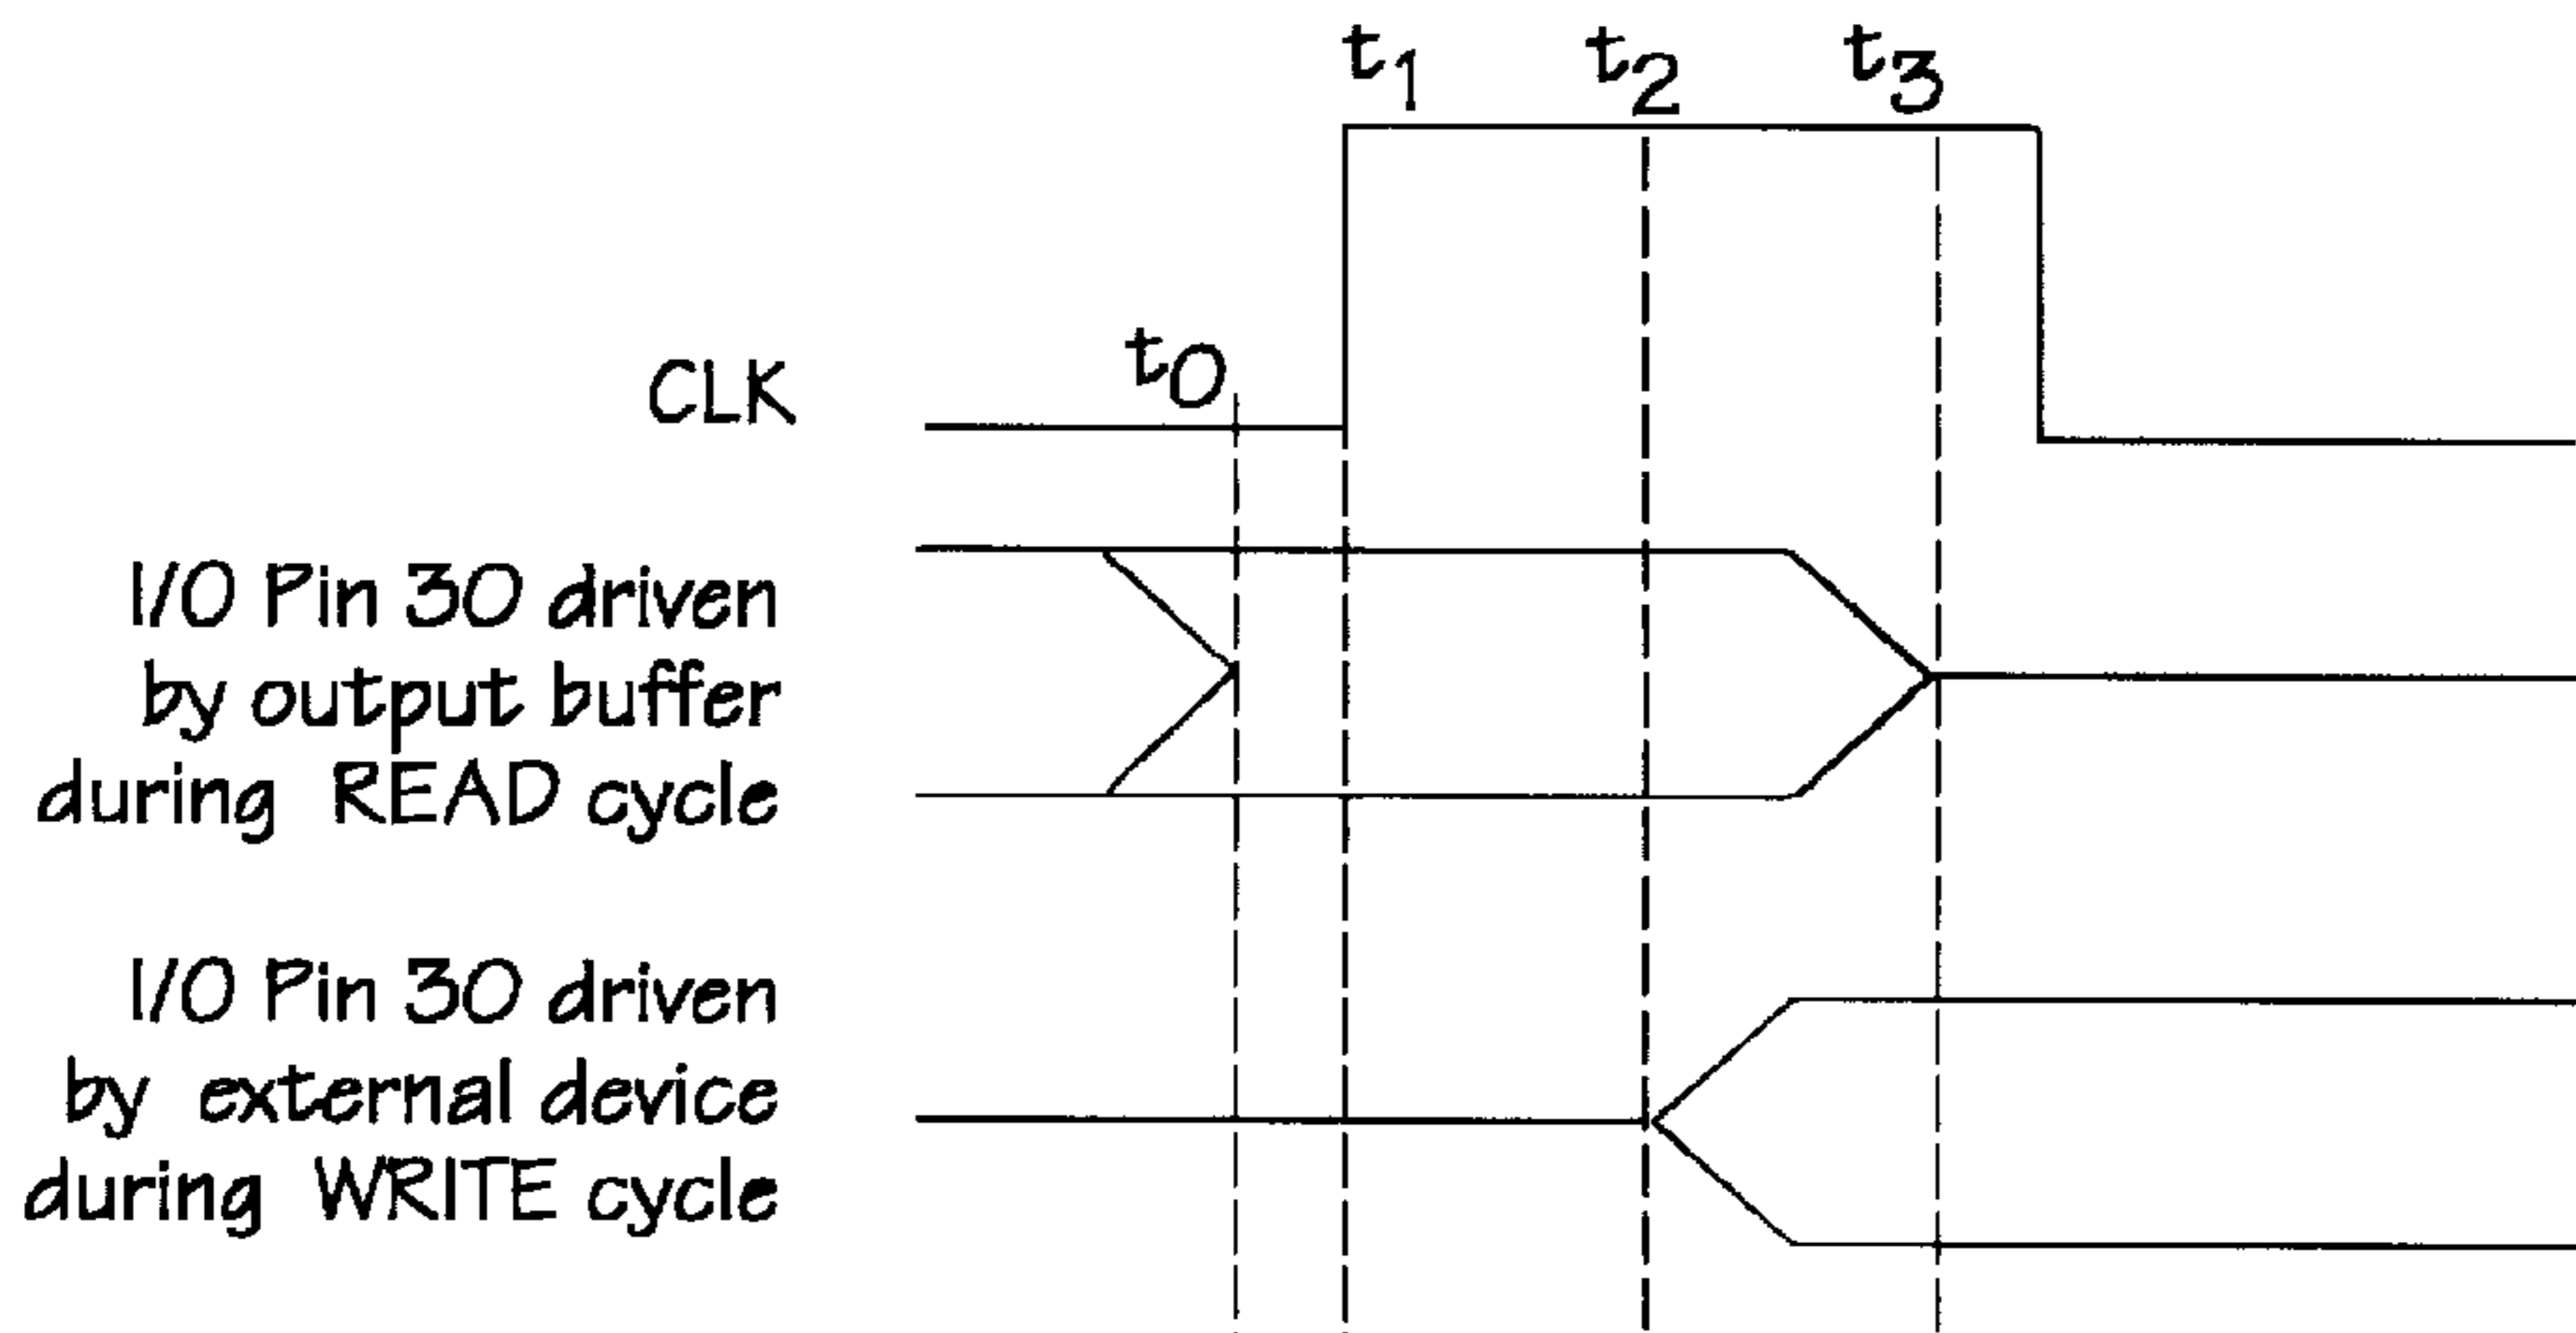 t1 t2 t3
t0
CLK
I/O Pin 30 driven
by output buffer
during READ cycle
I/O Pin 30 driven
by external device
during WRITE cycle